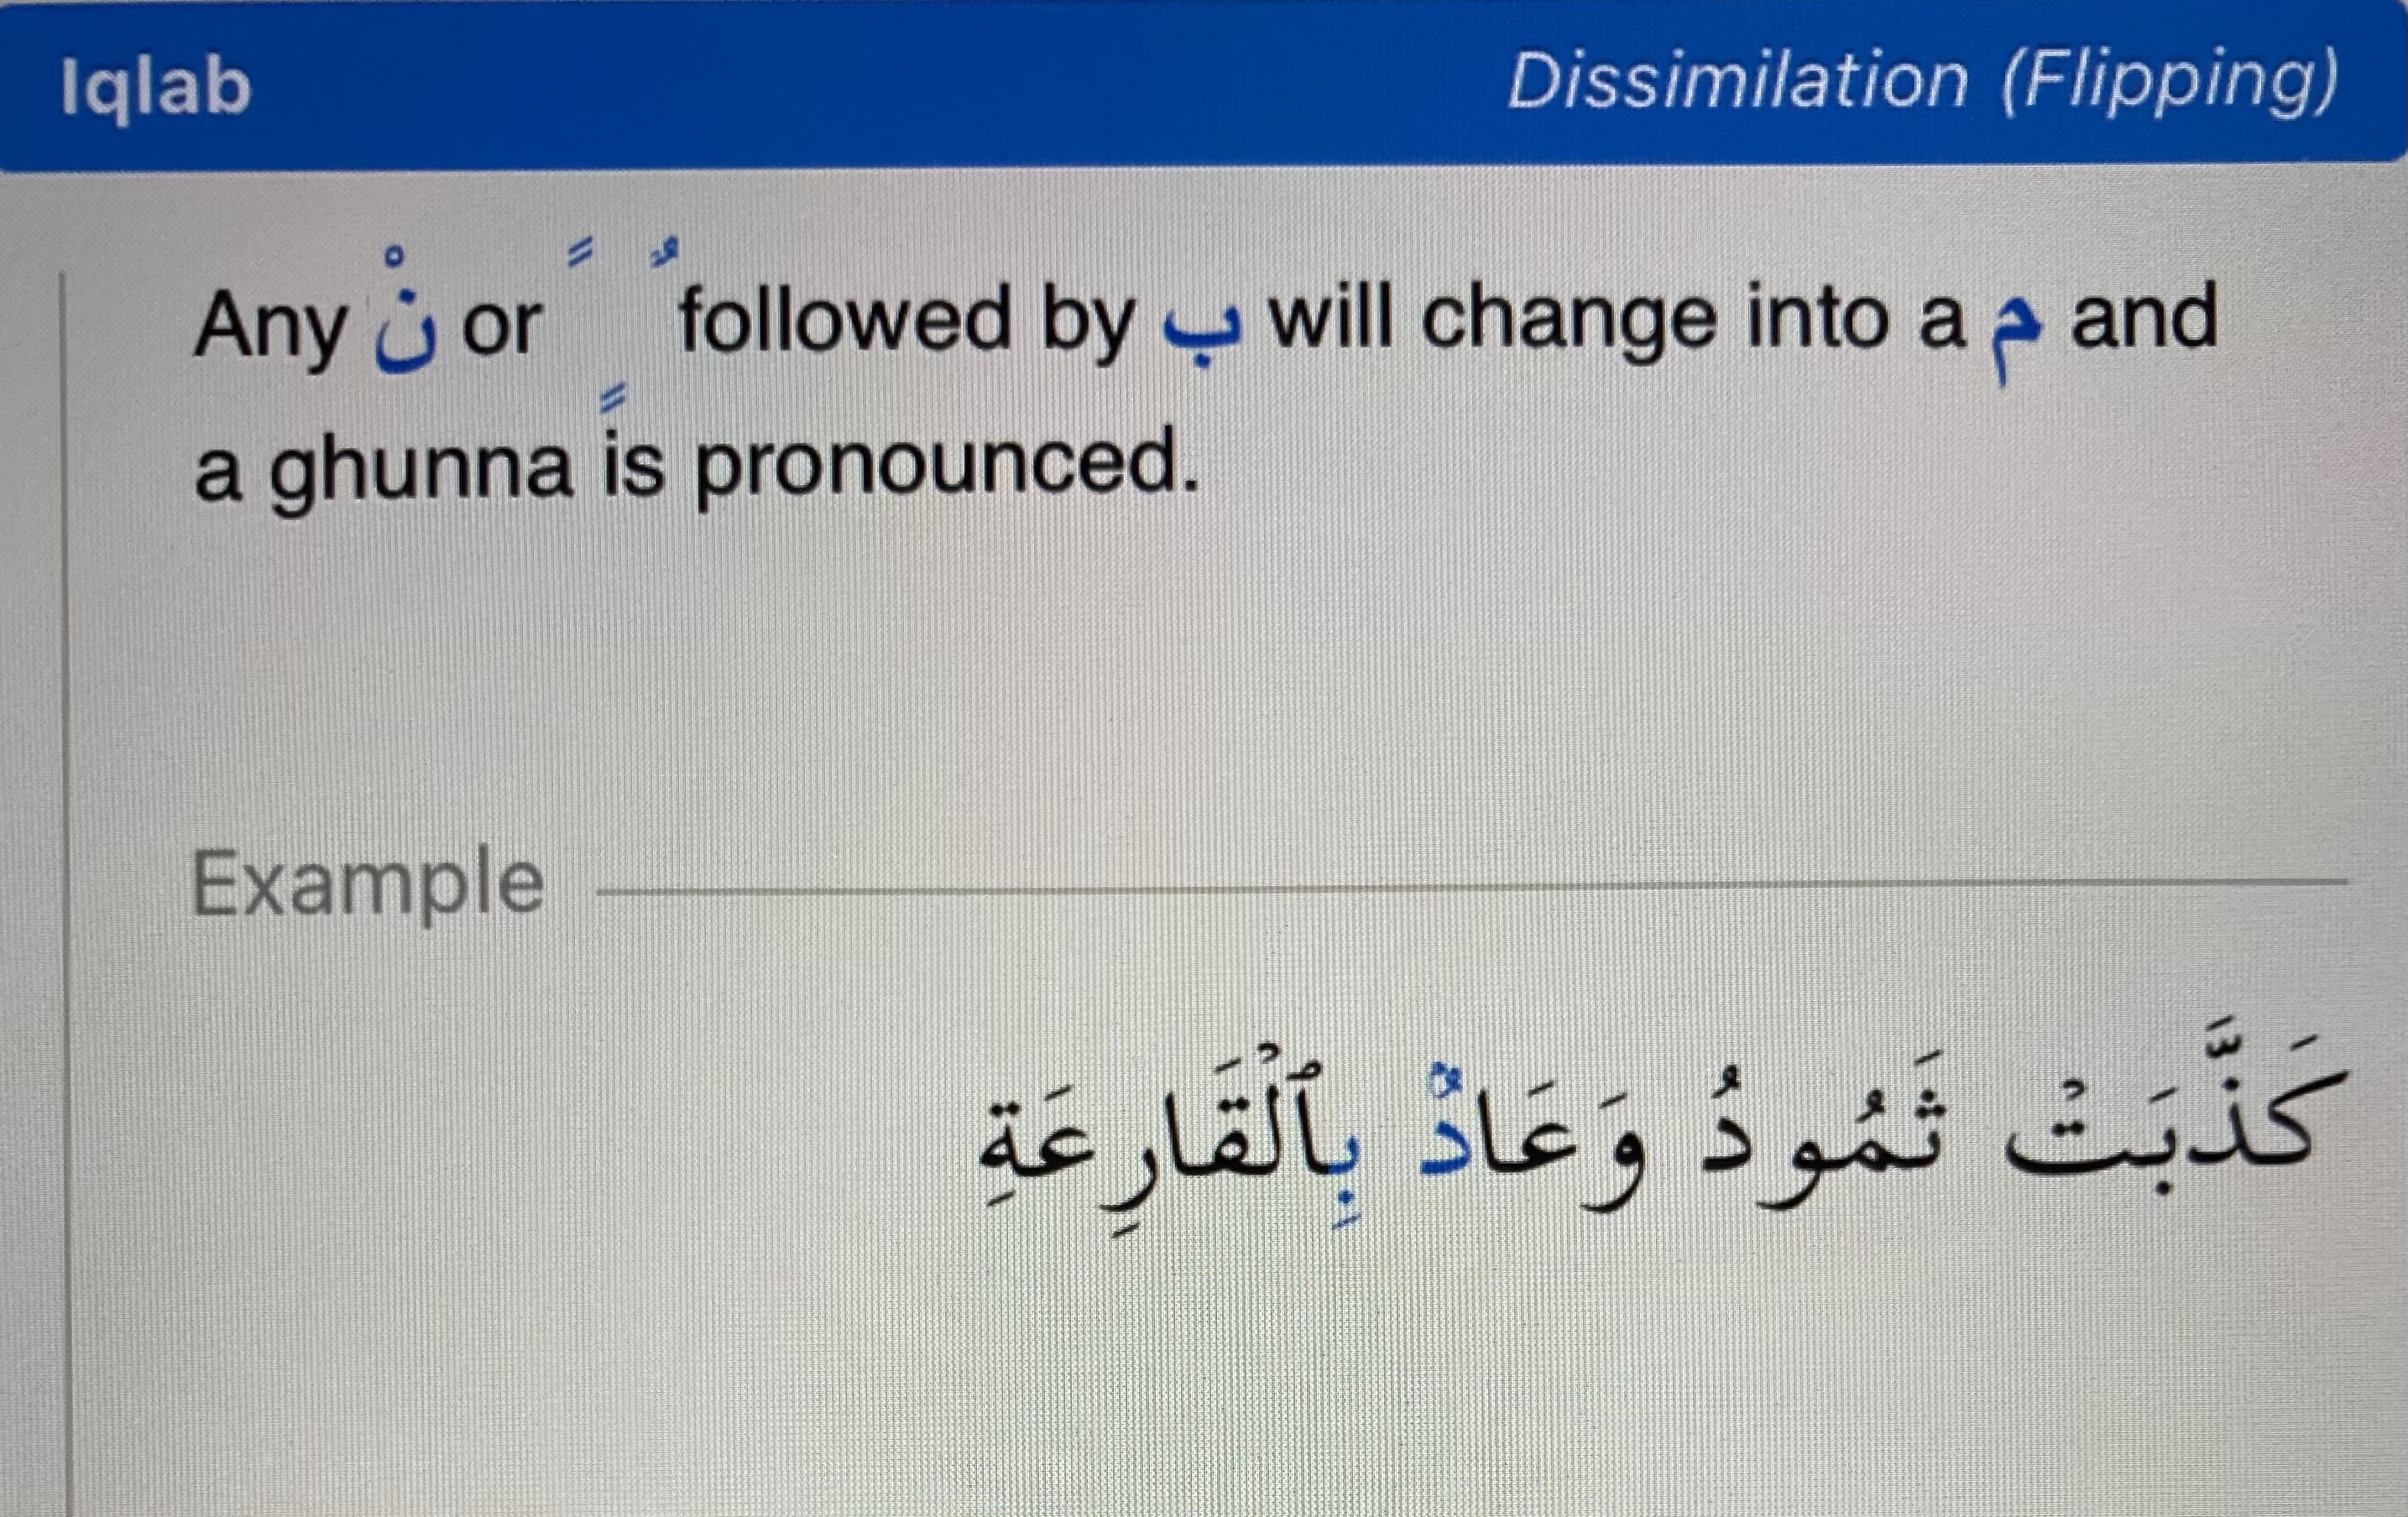 Iqlab
Dissimilation (Flipping)
Any نْ or ً ٌ followed by ب will change into a م and
ٍ
a ghunna is pronounced.
Example
كَذَّبَتْ ثَمُودُ وَعَادٌۢ بِٱلْقَارِعَةِ